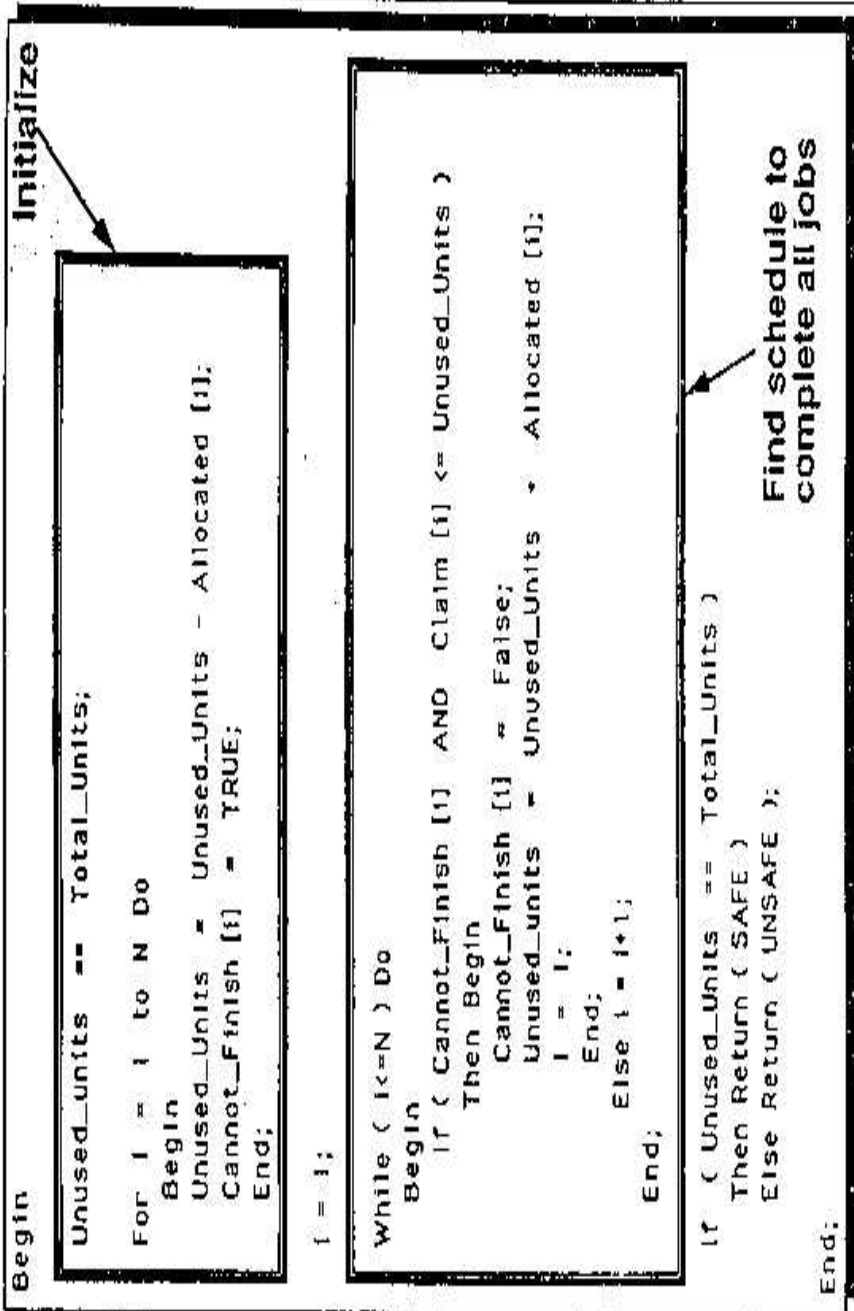 Begin
Initialize
Unused_units == Total_Units;
For i = 1 to N Do
Begin
Unused_Units = Unused_Units - Allocated [i];
Cannot_Finish [i] = TRUE;
End;
i = 1;
While ( i<=N ) Do
Begin
If ( Cannot_Finish [i] AND Claim [i] <= Unused_Units )
Then Begin
Cannot_Finish [i] = False;
Unused_units = Unused_Units + Allocated [i];
i = 1;
End;
Else i = i+1;
End;
Find schedule to
complete all jobs
If ( Unused_Units == Total_Units )
Then Return ( SAFE )
Else Return ( UNSAFE );
End;